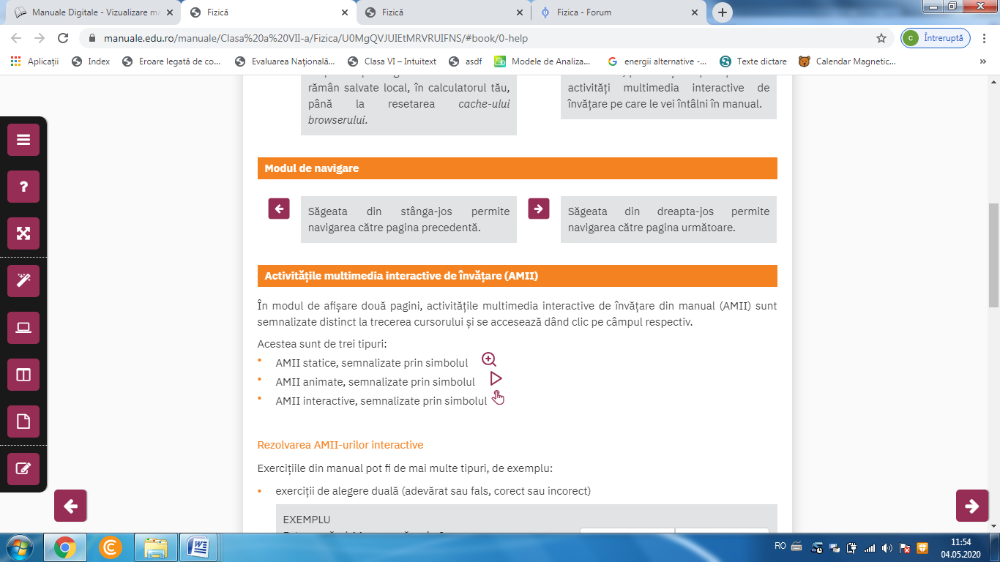 Manuale Digitale - Vizualizare ma
Fizică
Fizică
Fizica - Forum
manuale.edu.ro/manuale/Clasa%20a%20VII-a/Fizica/U0MgQVJUIEtMRVRUIFNS/#book/0-help
c
Întreruptă
Aplicații
Index
Eroare legată de co...
Evaluarea Naţională...
Clasa VI – Intuitext
asdf
Modele de Analiza...
energii alternative -...
Texte dictare
Calendar Magnetic...
»
rămân salvate local, în calculatorul tău,
până la resetarea cache-ului
browserului.
activități multimedia interactive de
învățare pe care le vei întâlni în manual.
Modul de navigare
Săgeata din stânga-jos permite
navigarea către pagina precedentă.
Săgeata din dreapta-jos permite
navigarea către pagina următoare.
Activitățile multimedia interactive de învățare (AMII)
În modul de afișare două pagini, activitățile multimedia interactive de învățare din manual (AMII) sunt
semnalizate distinct la trecerea cursorului și se accesează dând clic pe câmpul respectiv.
Acestea sunt de trei tipuri:
• AMII statice, semnalizate prin simbolul
• AMII animate, semnalizate prin simbolul
• AMII interactive, semnalizate prin simbolul
Rezolvarea AMII-urilor interactive
Exercițiile din manual pot fi de mai multe tipuri, de exemplu:
• exerciții de alegere duală (adevărat sau fals, corect sau incorect)
EXEMPLU
RO
11:54
04.05.2020